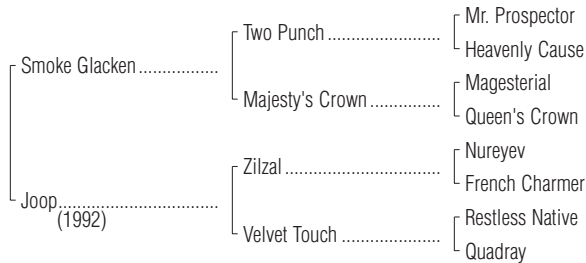 Mr. Prospector
Two Punch
Heavenly Cause
Smoke Glacken
Magesterial
Majesty's Crown
Queen's Crown
Nureyev
Zilzal
French Charmer
Joop
(1992)
Restless Native
Velvet Touch
Quadray